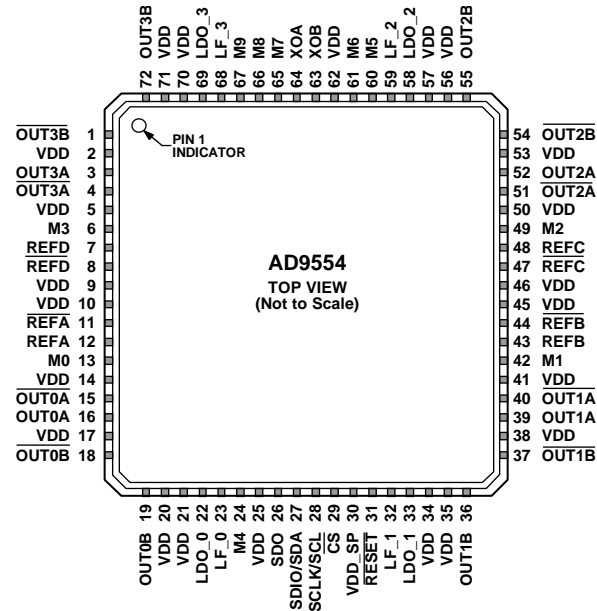 72 OUT3B
71 VDD
70 VDD
69 LDO_3
68 LF_3
67 M9
66 M8
65 M7
64 XOA
63 XOB
62 VDD
61 M6
60 M5
59 LF_2
58 LDO_2
57 VDD
56 VDD
55 OUT2B
OUT3B 1
VDD 2
OUT3A 3
OUT3A 4
VDD 5
M3 6
REFD 7
REFD 8
VDD 9
VDD 10
REFA 11
REFA 12
M0 13
VDD 14
OUT0A 15
OUT0A 16
VDD 17
OUT0B 18
PIN 1
INDICATOR
AD9554
TOP VIEW
(Not to Scale)
54 OUT2B
53 VDD
52 OUT2A
51 OUT2A
50 VDD
49 M2
48 REFC
47 REFC
46 VDD
45 VDD
44 REFB
43 REFB
42 M1
41 VDD
40 OUT1A
39 OUT1A
38 VDD
37 OUT1B
OUT0B 19
VDD 20
VDD 21
LDO_0 22
LF_0 23
M4 24
VDD 25
SDO 26
SDIO/SDA 27
SCLK/SCL 28
CS 29
VDD_SP 30
RESET 31
LF_1 32
LDO_1 33
VDD 34
VDD 35
OUT1B 36